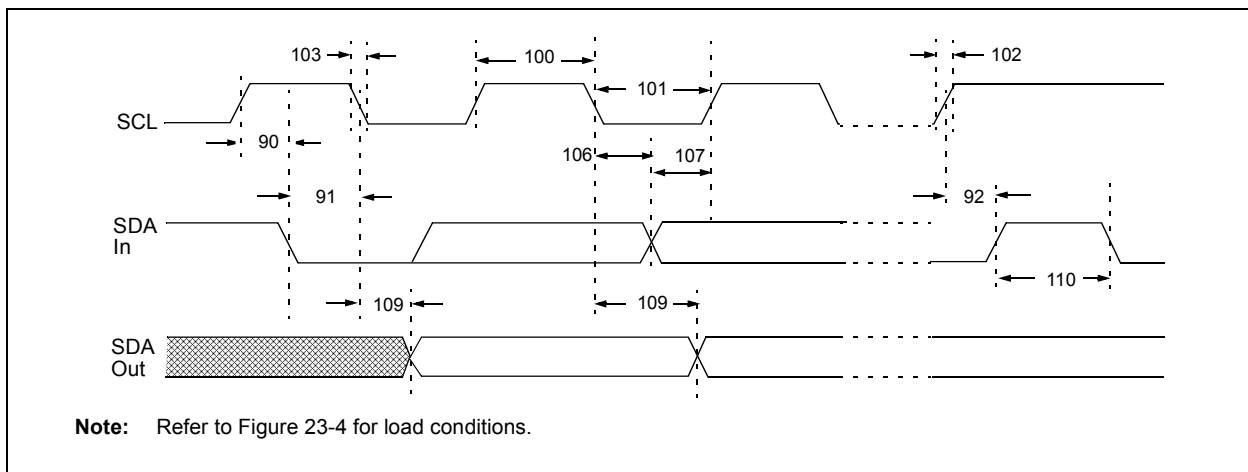 103
100
102
101
SCL
90
106
107
91
92
SDA
In
110
109
109
SDA
Out
Note: Refer to Figure 23-4 for load conditions.